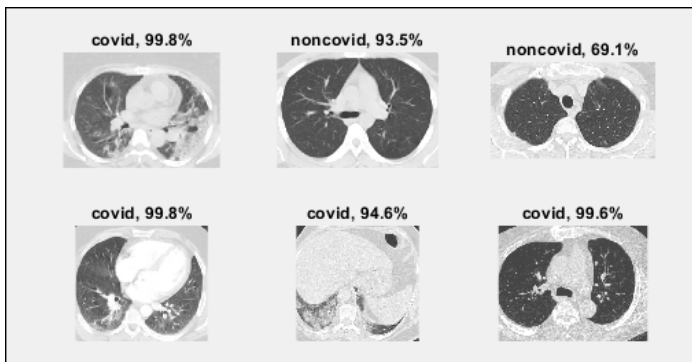 covid, 99.8%
noncovid, 93.5%
noncovid, 69.1%
covid, 99.8%
covid, 94.6%
covid, 99.6%